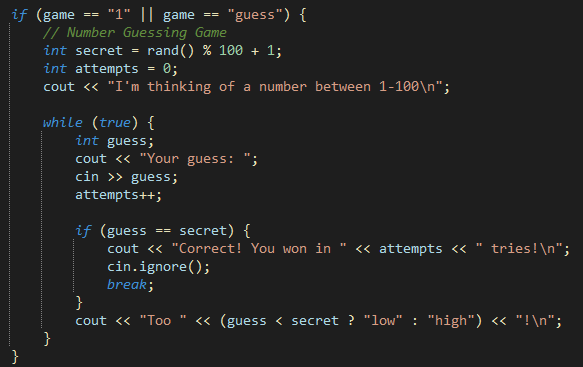 if (game == "1" || game == "guess") {
    // Number Guessing Game
    int secret = rand() % 100 + 1;
    int attempts = 0;
    cout << "I'm thinking of a number between 1-100\n";

    while (true) {
        int guess;
        cout << "Your guess: ";
        cin >> guess;
        attempts++;

        if (guess == secret) {
            cout << "Correct! You won in " << attempts << " tries!\n";
            cin.ignore();
            break;
        }
        cout << "Too " << (guess < secret ? "low" : "high") << "!\n";
    }
}